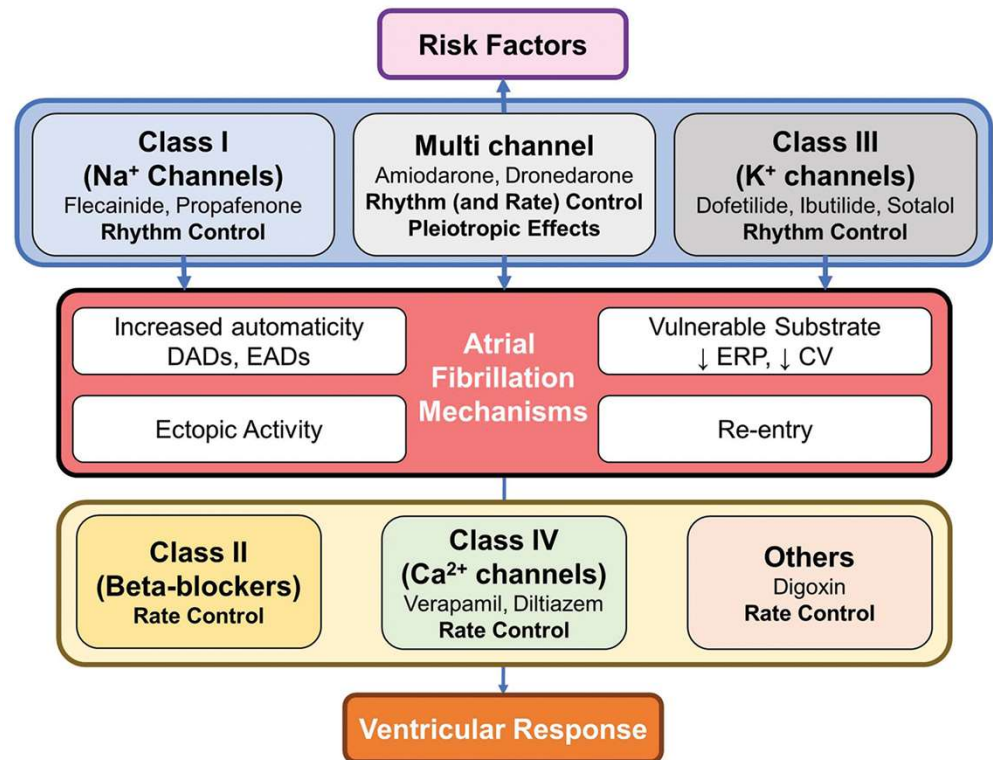 Risk Factors
Class I
(Na⁺ Channels)
Flecainide, Propafenone
Rhythm Control
Multi channel
Amiodarone, Dronedarone
Rhythm (and Rate) Control
Pleiotropic Effects
Class III
(K⁺ channels)
Dofetilide, Ibutilide, Sotalol
Rhythm Control
Increased automaticity
DADs, EADs
Ectopic Activity
Atrial
Fibrillation
Mechanisms
Vulnerable Substrate
↓ ERP, ↓ CV
Re-entry
Class II
(Beta-blockers)
Rate Control
Class IV
(Ca²⁺ channels)
Verapamil, Diltiazem
Rate Control
Others
Digoxin
Rate Control
Ventricular Response